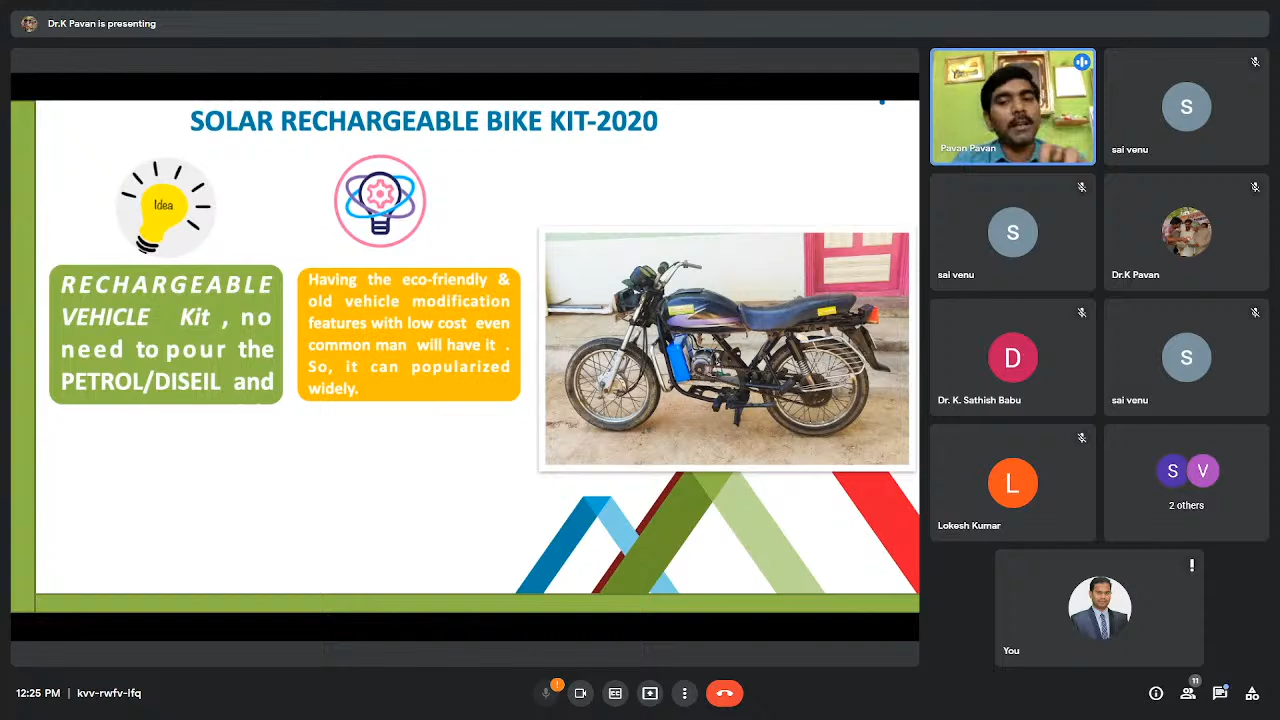 Dr.K Pavan is presenting
SOLAR RECHARGEABLE BIKE KIT-2020
Idea
RECHARGEABLE
VEHICLE Kit , no
need to pour the
PETROL/DISEIL and
Having the eco-friendly &
old vehicle modification
features with low cost even
common man will have it .
So, it can popularized
widely.
Pavan Pavan
S
sai venu
S
sai venu
Dr.K Pavan
D
Dr. K. Sathish Babu
S
sai venu
L
Lokesh Kumar
S V
2 others
You
12:25 PM | kvv-rwfv-lfq
11